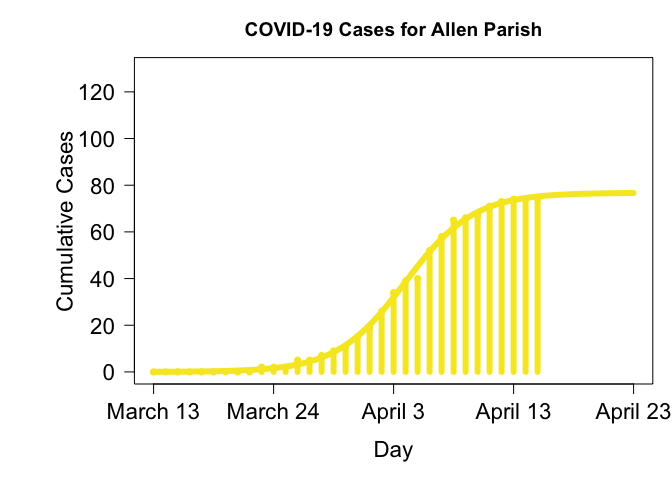 COVID-19 Cases for Allen Parish
120
100
80
60
40
20
0
Cumulative Cases
March 13 March 24 April 3 April 13 April 23
Day